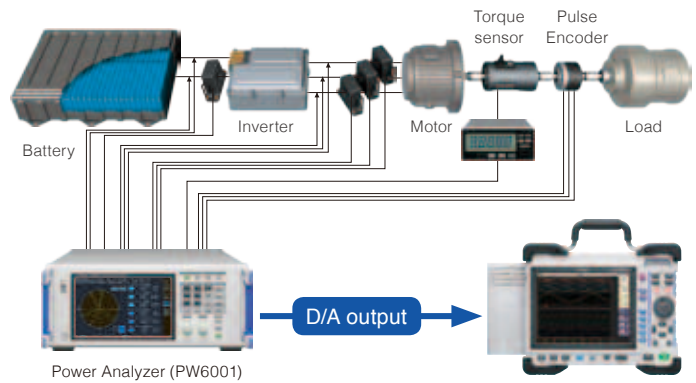 Torque
sensor
Pulse
Encoder
Battery
Inverter
Motor
Load
D/A output
Power Analyzer (PW6001)